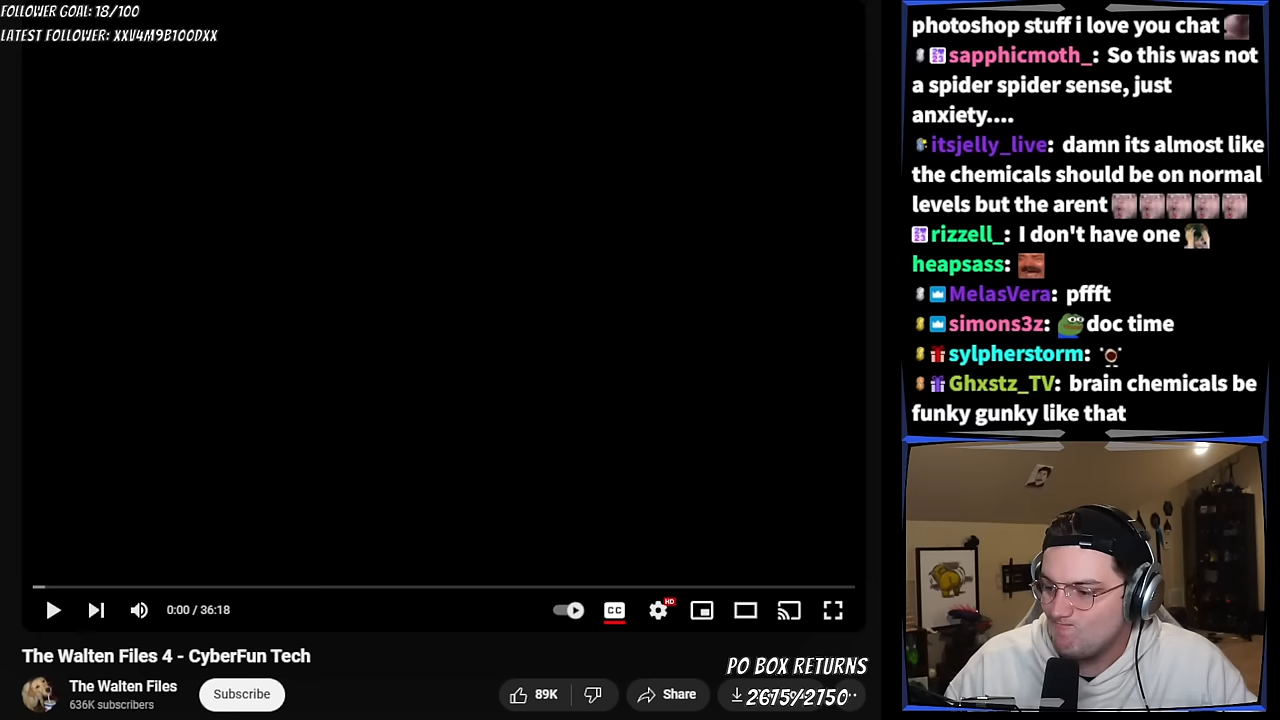 FOLLOWER GOAL: 18/100
LATEST FOLLOWER: XXV4M9B100DXX
photoshop stuff i love you chat
sapphicmoth_: So this was not
a spider spider sense, just
anxiety....
itsjelly_live: damn its almost like
the chemicals should be on normal
levels but the arent
rizzell_: I don't have one
heapsass:
MelasVera: pffft
simons3z: doc time
sylpherstorm:
Ghxstz_TV: brain chemicals be
funky gunky like that
0:00 / 36:18
CC
HD
The Walten Files 4 - CyberFun Tech
The Walten Files
636K subscribers
Subscribe
89K
Share
PO BOX RETURNS
2675/2750